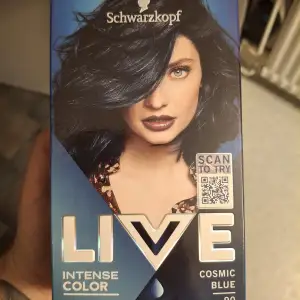 Schwarzkopf
SCAN
TO TRY
LIVE
INTENSE
COLOR
COSMIC
BLUE